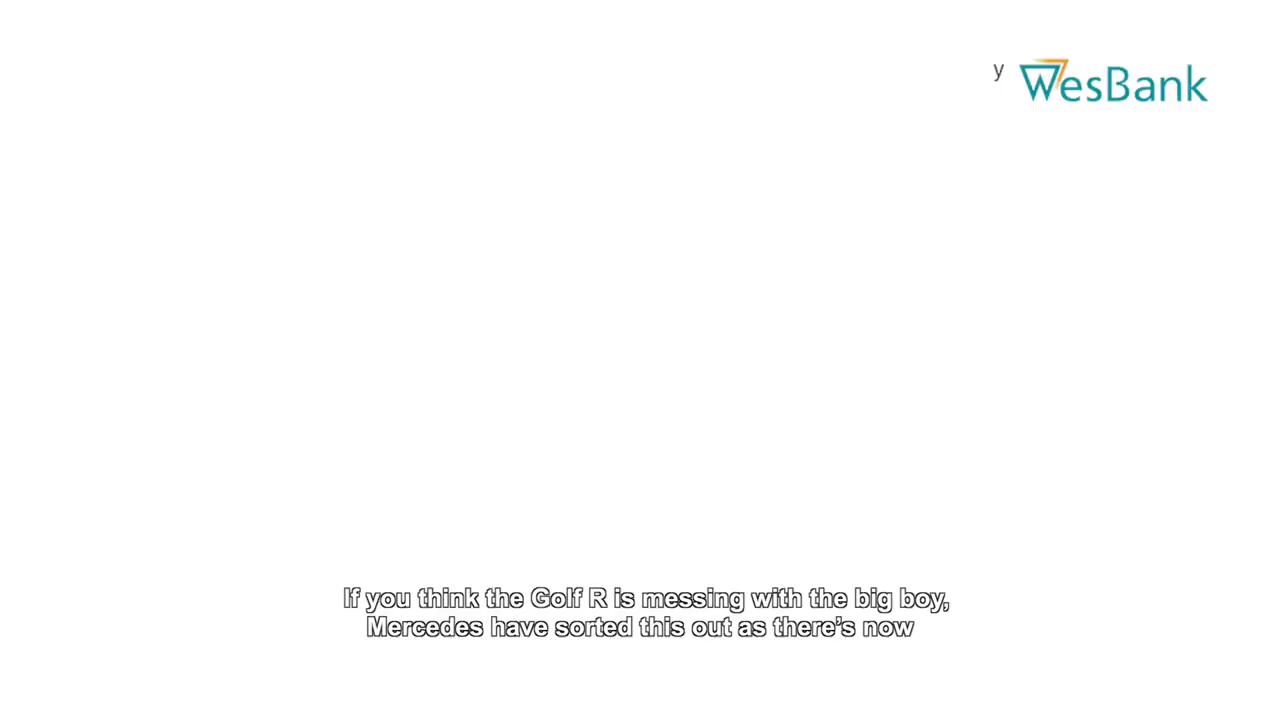 y WesBank
If you think the Golf R is messing with the big boy,
Mercedes have sorted this out as there's now